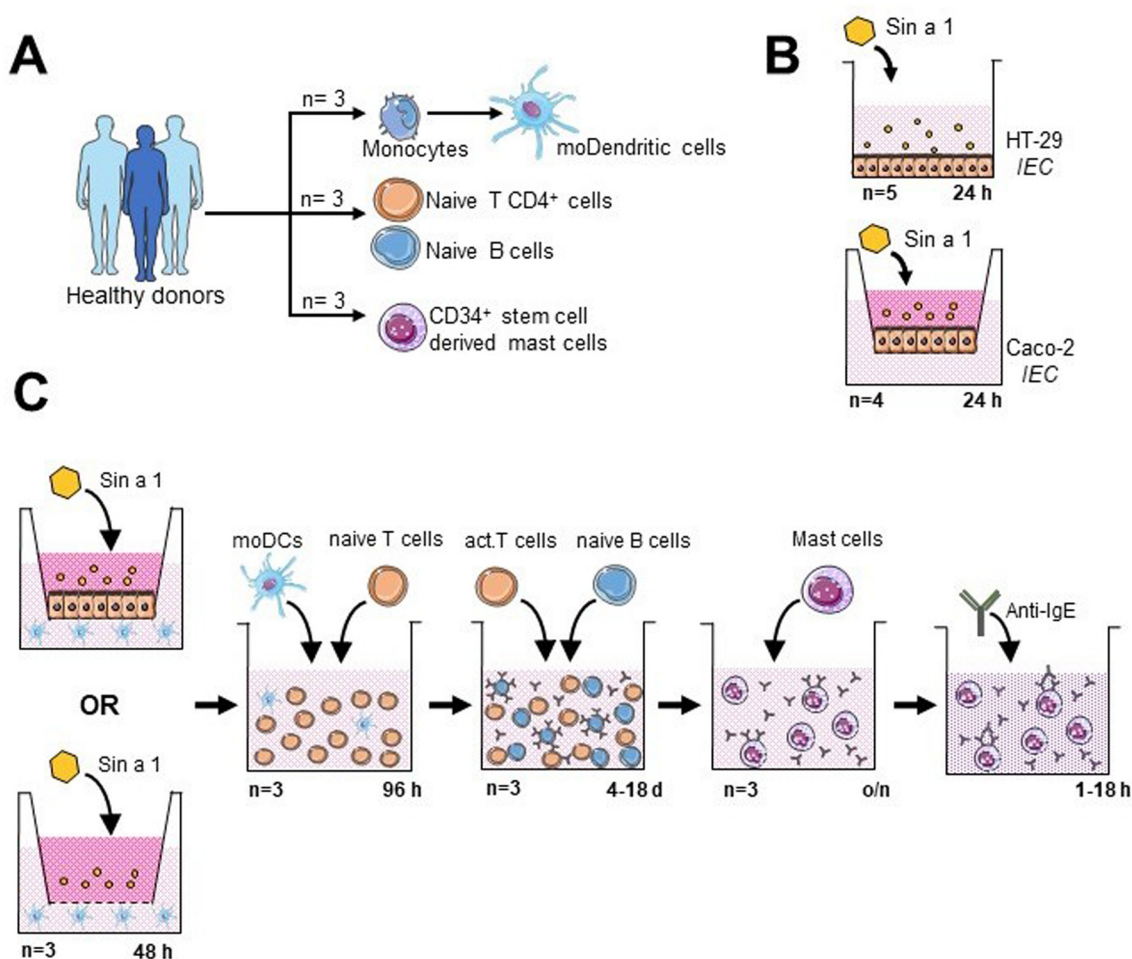 A
n= 3
Monocytes
moDendritic cells
n= 3
Naive T CD4+ cells
Naive B cells
Healthy donors
n= 3
CD34+ stem cell
derived mast cells
B
Sin a 1
HT-29
IEC
n=5 24 h
Sin a 1
Caco-2
IEC
n=4 24 h
C
Sin a 1
OR
Sin a 1
n=3 48 h
moDCs naive T cells
n=3 96 h
act.T cells naive B cells
n=3 4-18 d
Mast cells
n=3 o/n
Anti-IgE
1-18 h